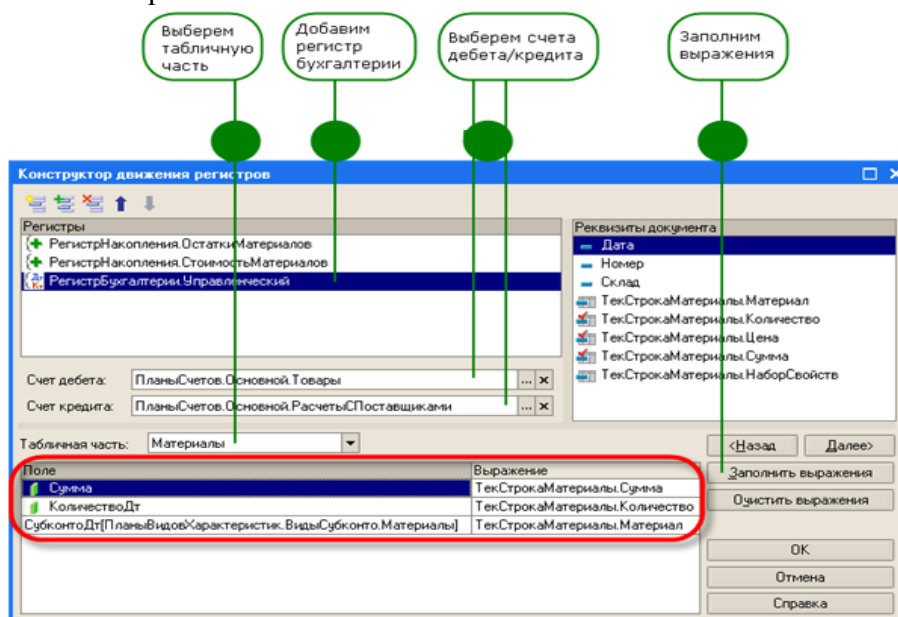 Выберем
табличную
часть
Добавим
регистр
бухгалтерии
Выберем счета
дебета/кредита
Заполним
выражения
Конструктор движения регистров
Регистры
РегистрНакопления.ОстаткиМатериалов
РегистрНакопления.СтоимостьМатериалов
РегистрБухгалтерии.Управленческий
Реквизиты документа
Дата
Номер
Склад
ТекСтрокаМатериалы.Материал
ТекСтрокаМатериалы.Количество
ТекСтрокаМатериалы.Цена
ТекСтрокаМатериалы.Сумма
ТекСтрокаМатериалы.НаборСвойств
Счет дебета: ПланыСчетов.Основной.Товары ...
Счет кредита: ПланыСчетов.Основной.РасчетыСПоставщиками ...
Табличная часть: Материалы
<Назад Далее>
Поле Выражение
Сумма ТекСтрокаМатериалы.Сумма
КоличествоДт ТекСтрокаМатериалы.Количество
СубконтоДт[ПланыВидовХарактеристик.ВидыСубконто.Материалы] ТекСтрокаМатериалы.Материал
Заполнить выражения
Очистить выражения
OK
Отмена
Справка